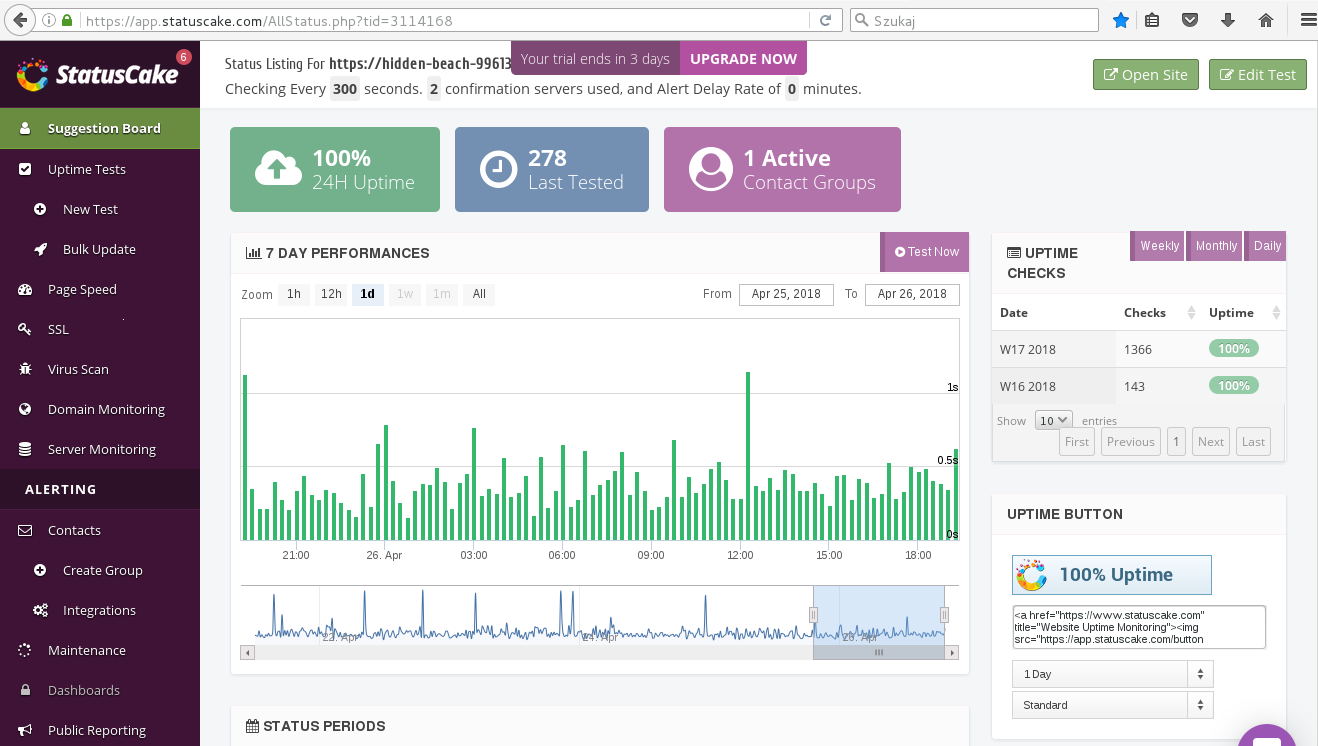 https://app.statuscake.com/AllStatus.php?tid=3114168
Szukaj
StatusCake
6
Status Listing For https://hidden-beach-99613
Your trial ends in 3 days UPGRADE NOW
Checking Every 300 seconds. 2 confirmation servers used, and Alert Delay Rate of 0 minutes.
Open Site
Edit Test
Suggestion Board
Uptime Tests
New Test
Bulk Update
Page Speed
SSL
Virus Scan
Domain Monitoring
Server Monitoring
ALERTING
Contacts
Create Group
Integrations
Maintenance
Dashboards
Public Reporting
100%
24H Uptime
278
Last Tested
1 Active
Contact Groups
7 DAY PERFORMANCES
Test Now
Zoom 1h 12h 1d 1w 1m All
From Apr 25, 2018 To Apr 26, 2018
1s
0.5s
0s
21:00 26. Apr 03:00 06:00 09:00 12:00 15:00 18:00
22. Apr 24. Apr 26. Apr
STATUS PERIODS
UPTIME
CHECKS
Weekly Monthly Daily
Date Checks Uptime
W17 2018 1366 100%
W16 2018 143 100%
Show 10 entries
First Previous 1 Next Last
UPTIME BUTTON
100% Uptime
<a href="https://www.statuscake.com"
title="Website Uptime Monitoring"><img
src="https://app.statuscake.com/button
1 Day
Standard